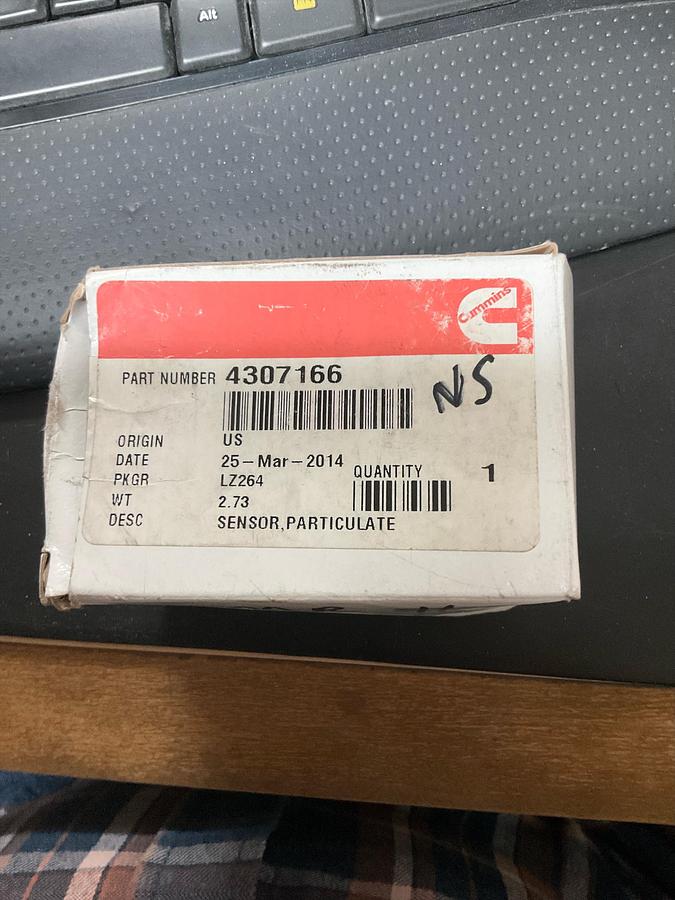 Alt
Cummins
PART NUMBER 4307166
NS
ORIGIN US
DATE 25-Mar-2014
PKGR LZ264
QUANTITY 1
WT 2.73
DESC SENSOR,PARTICULATE